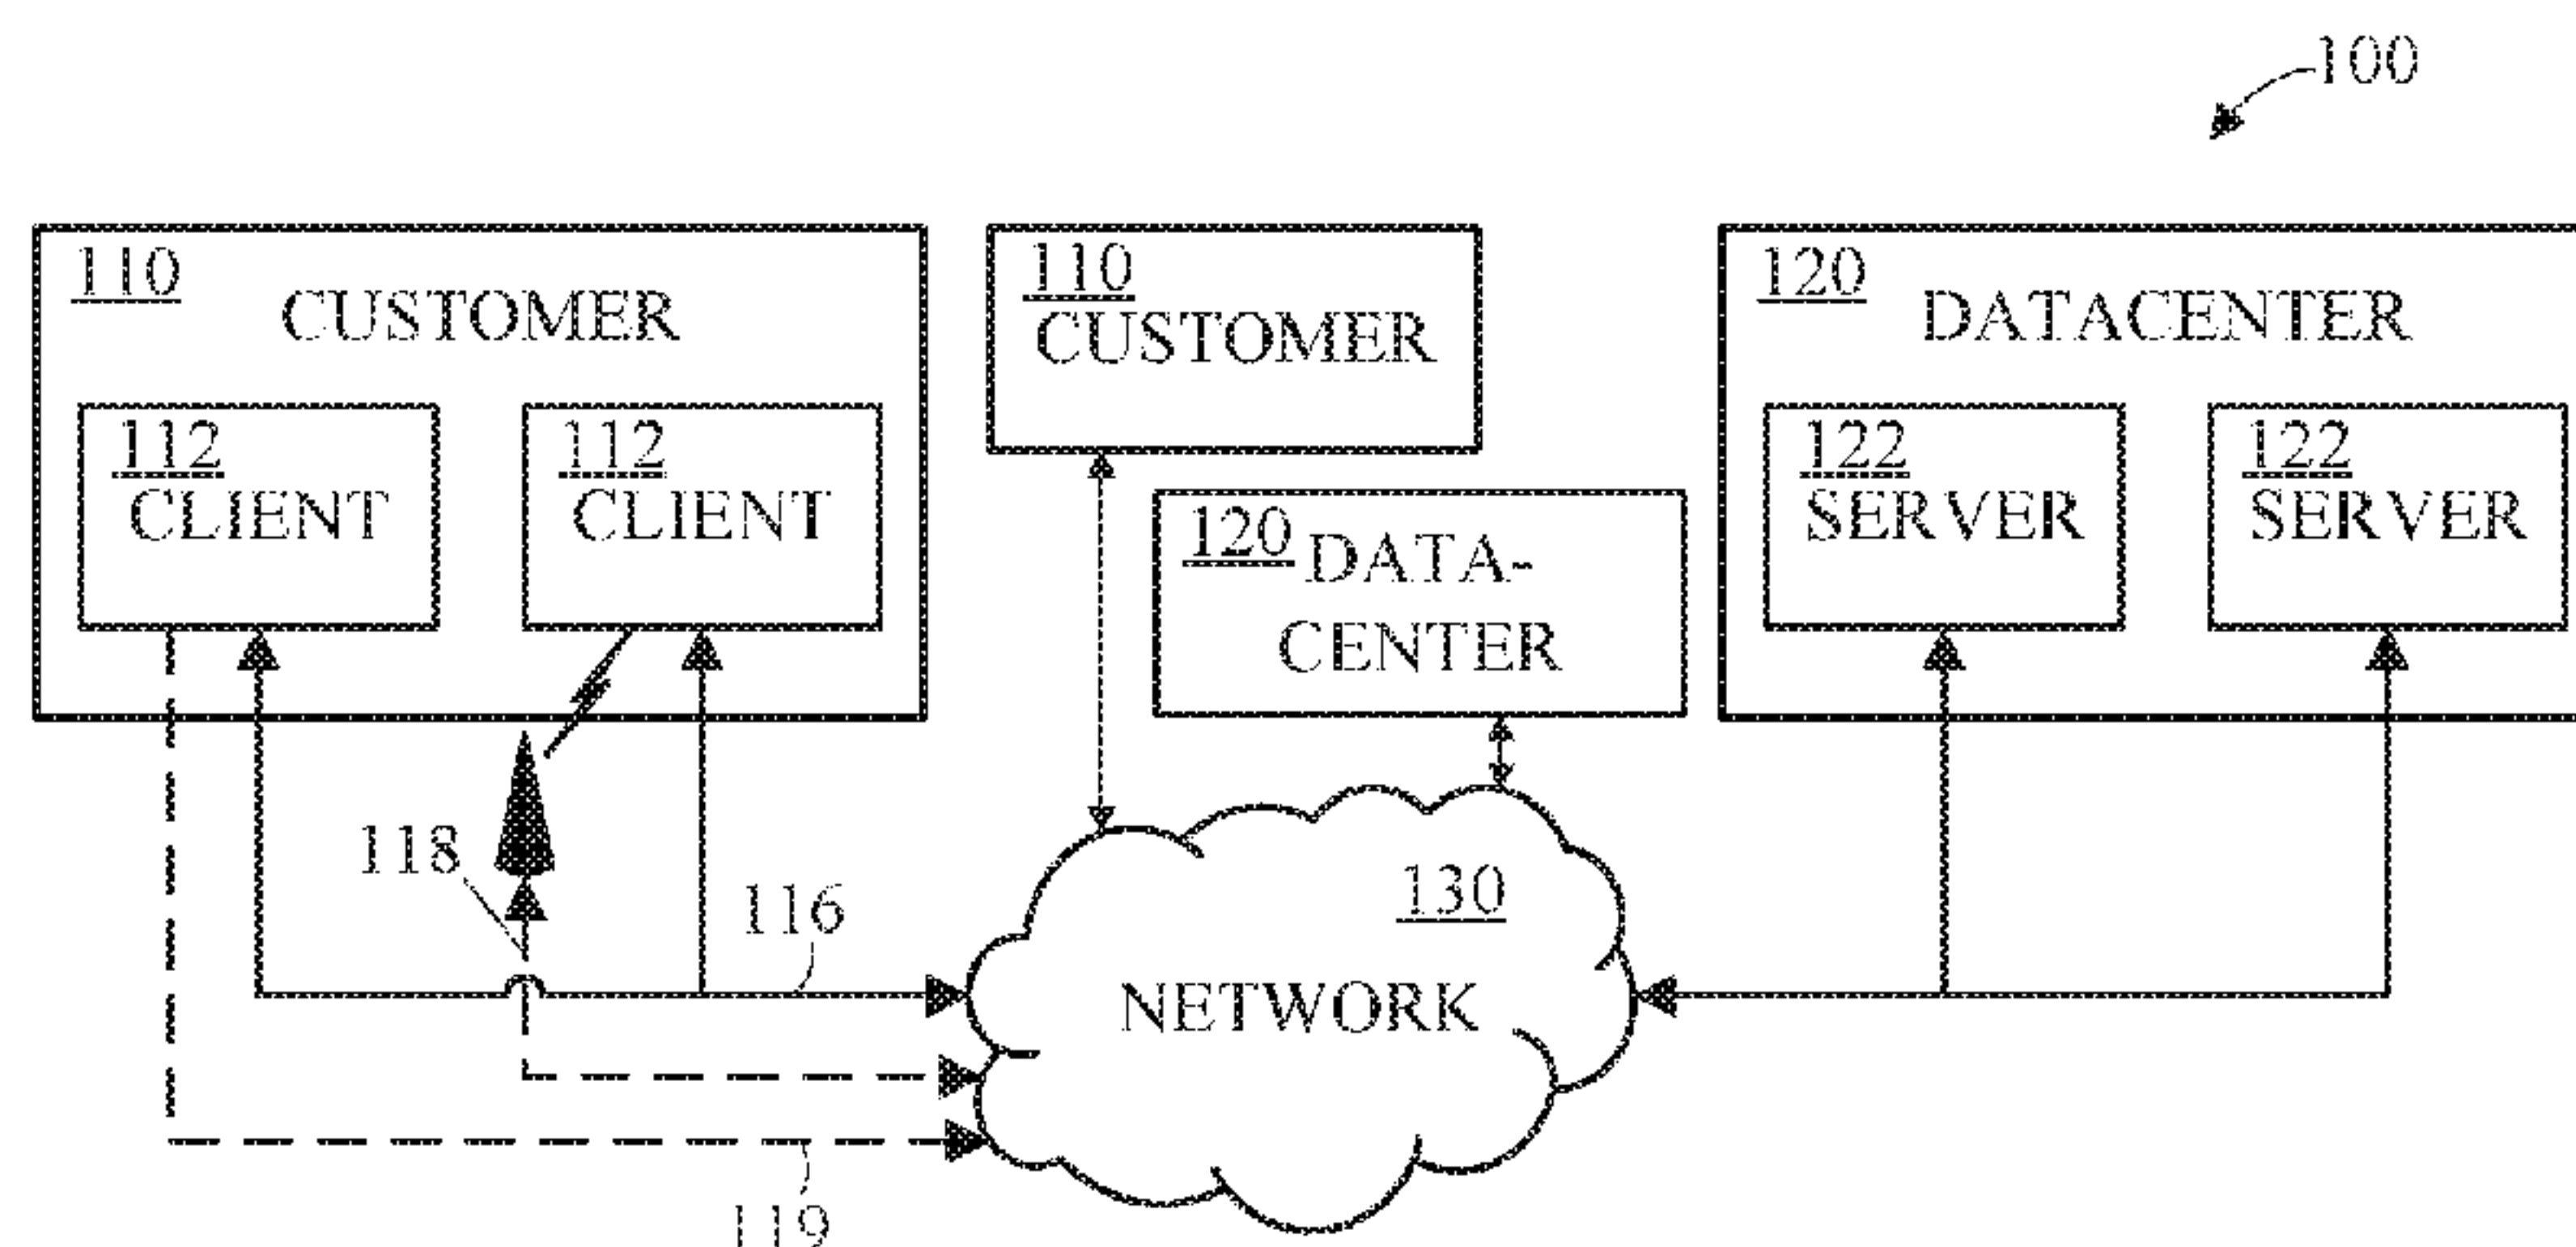 100
110
CUSTOMER
112
CLIENT
112
CLIENT
110
CUSTOMER
120
DATA-
CENTER
120
DATACENTER
122
SERVER
122
SERVER
118
116
130
NETWORK
119